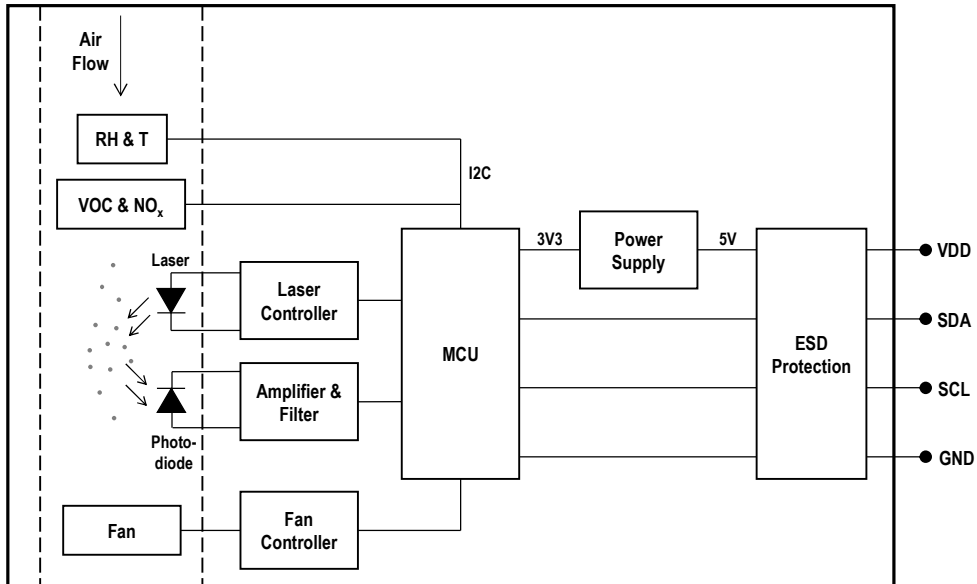 Air
Flow
RH & T
I2C
VOC & NOx
3V3
Power
Supply
5V
VDD
Laser
Laser
Controller
SDA
MCU
ESD
Protection
Amplifier &
Filter
SCL
Photo-
diode
GND
Fan
Fan
Controller